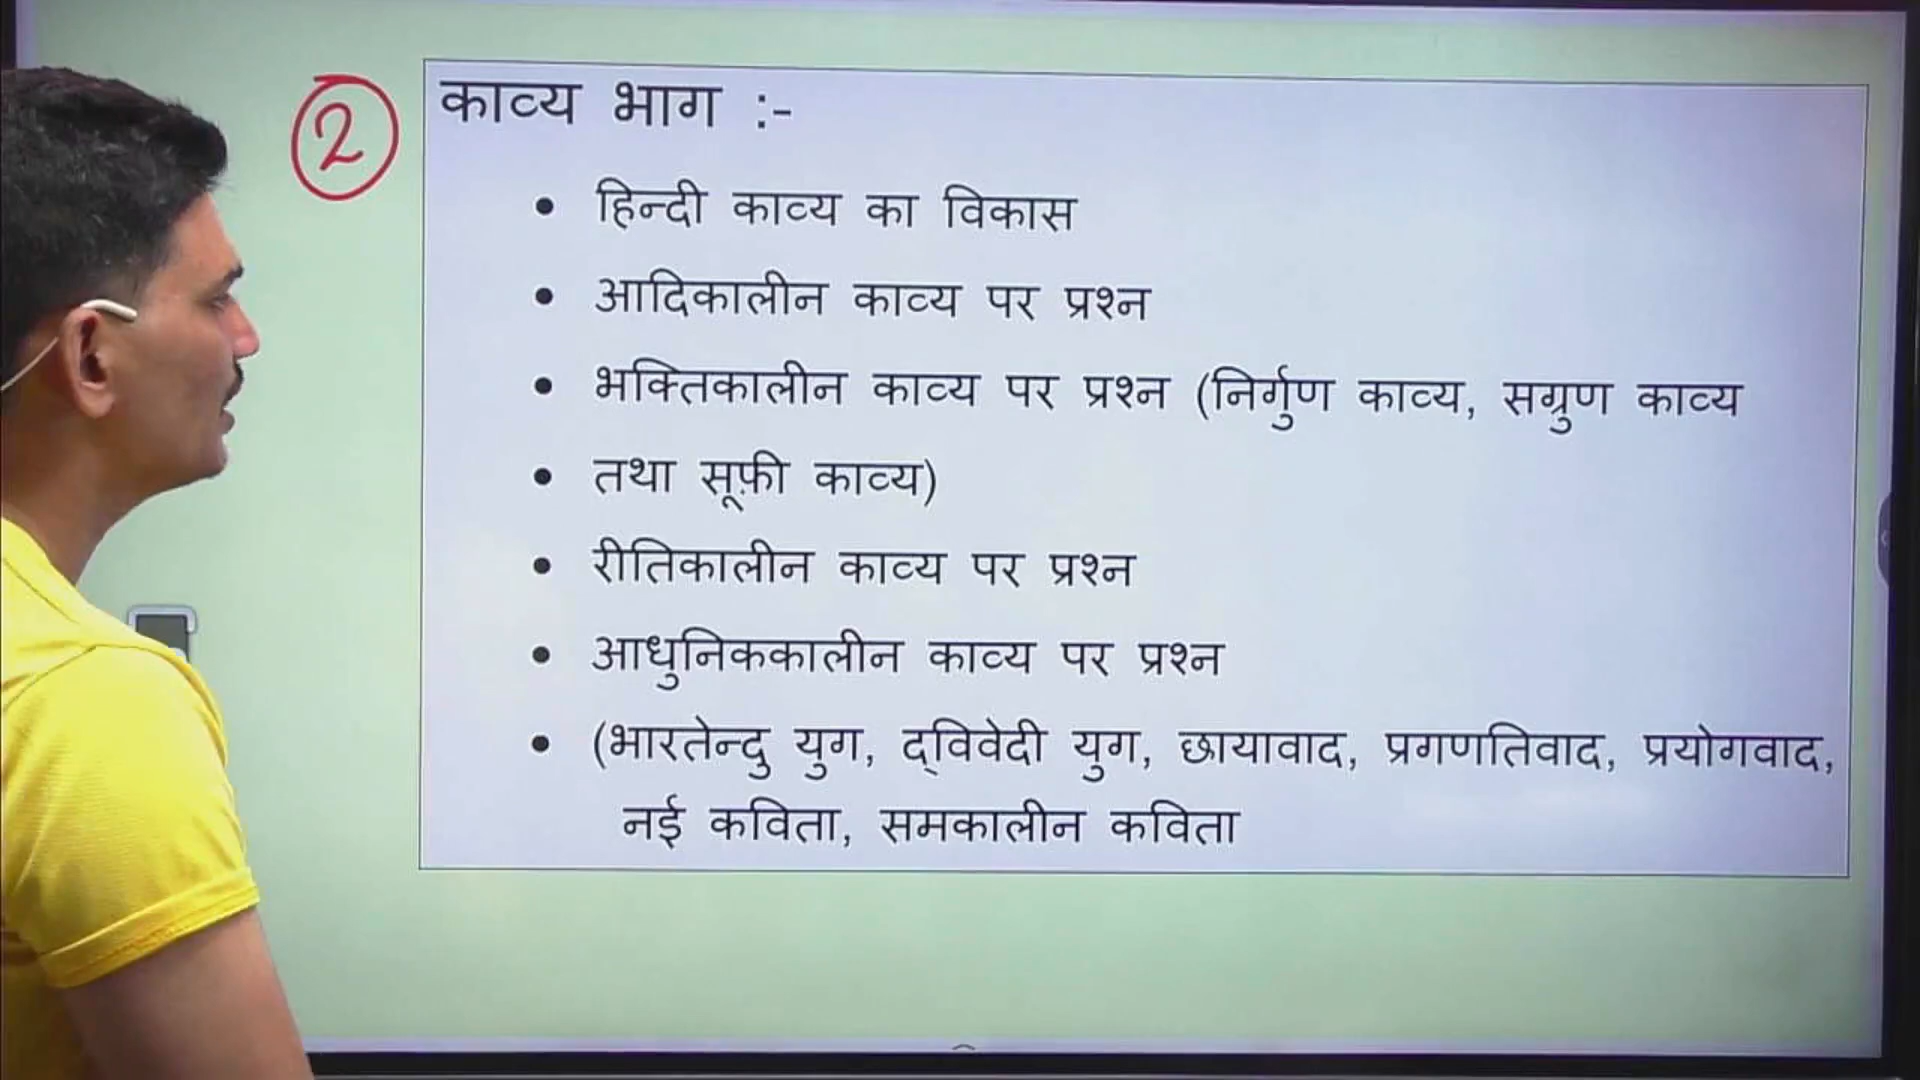 2
काव्य भाग :-
• हिन्दी काव्य का विकास
• आदिकालीन काव्य पर प्रश्न
• भक्तिकालीन काव्य पर प्रश्न (निर्गुण काव्य, सग्रुण काव्य
• तथा सूफ़ी काव्य)
• रीतिकालीन काव्य पर प्रश्न
• आधुनिककालीन काव्य पर प्रश्न
• (भारतेन्दु युग, द्‌विवेदी युग, छायावाद, प्रगणतिवाद, प्रयोगवाद,
नई कविता, समकालीन कविता